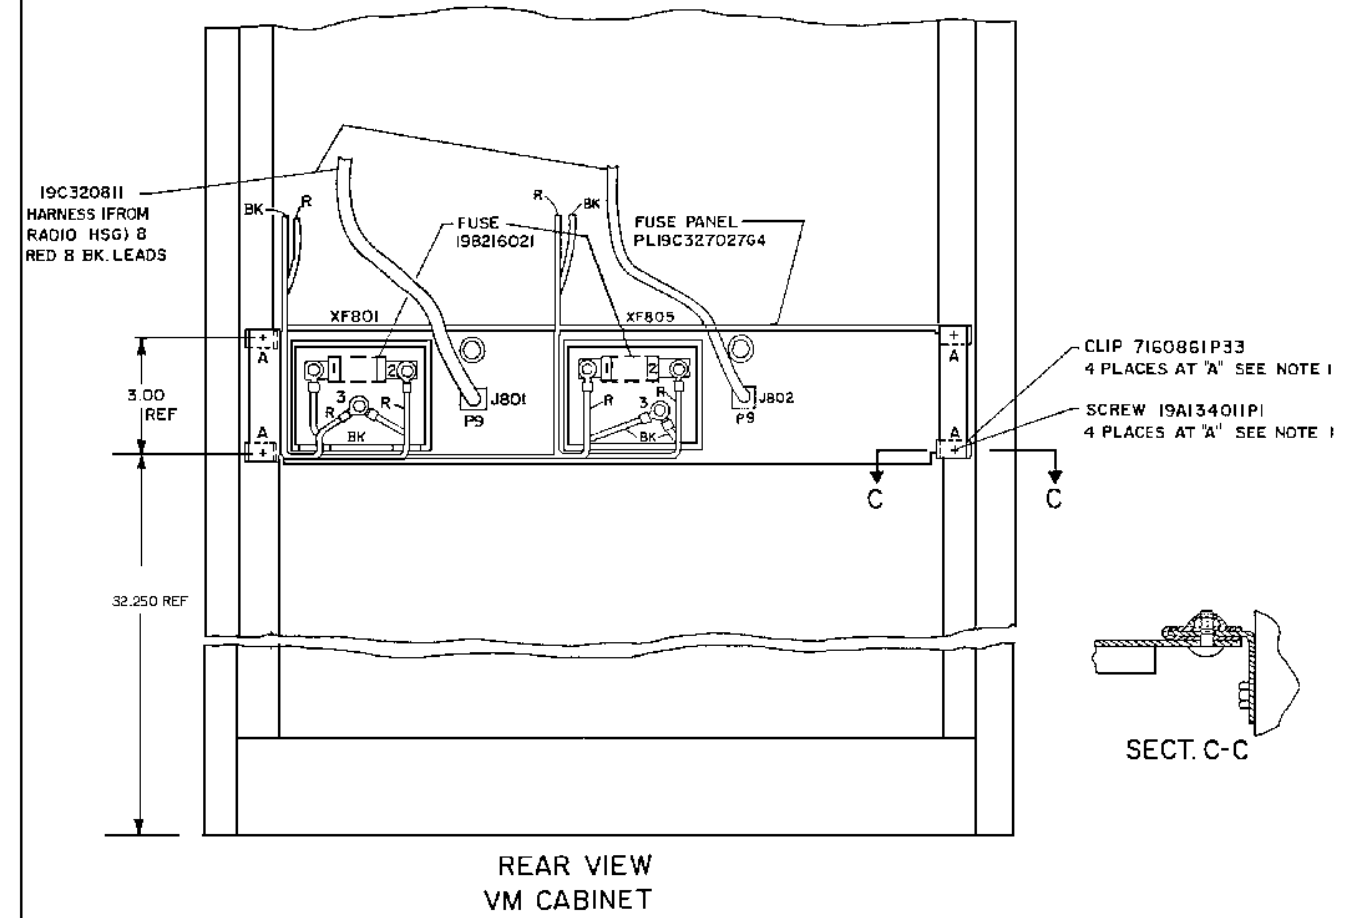 19C320811
HARNESS (FROM
RADIO HSG) 8
RED 8 BK. LEADS
BK
R
FUSE
19B216021
R
BK
FUSE PANEL
PL19C327027G4
XF801
XF805
A
1
2
3
R
R
BK
J801
P9
1
2
3
R
R
BK
J802
P9
A
CLIP 7160861P33
4 PLACES AT "A" SEE NOTE 1
SCREW 19A134011P1
4 PLACES AT "A" SEE NOTE 1
3.00
REF
A
A
C
C
32.250 REF
SECT. C-C
REAR VIEW
VM CABINET